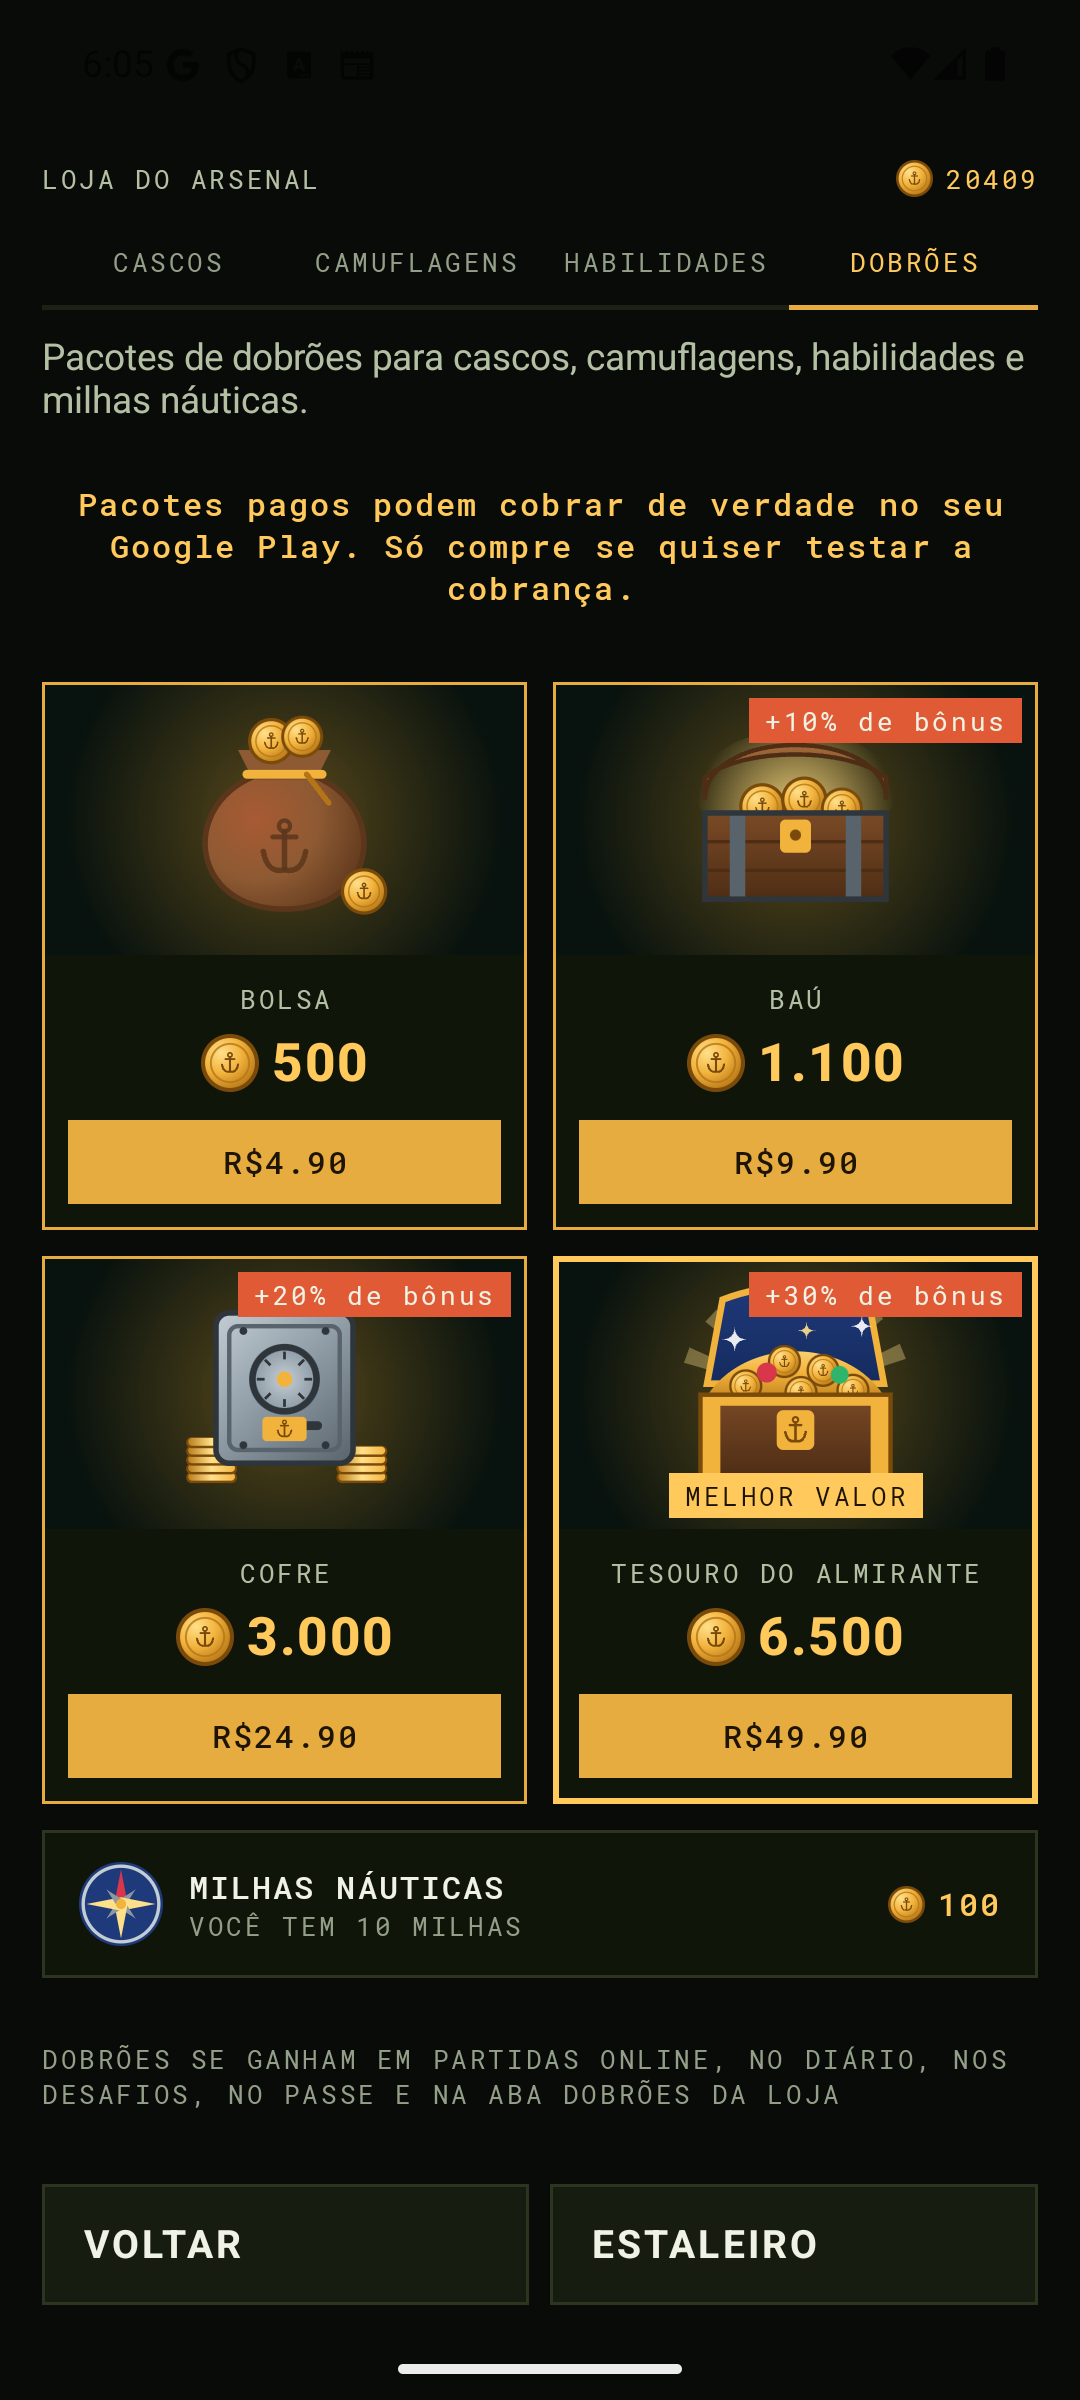 6:05
LOJA DO ARSENAL
20409
CASCOS CAMUFLAGENS HABILIDADES DOBRÕES
Pacotes de dobrões para cascos, camuflagens, habilidades e
milhas náuticas.
Pacotes pagos podem cobrar de verdade no seu
Google Play. Só compre se quiser testar a
cobrança.
BOLSA
500
R$4.90
+10% de bônus
BAÚ
1.100
R$9.90
+20% de bônus
COFRE
3.000
R$24.90
+30% de bônus
MELHOR VALOR
TESOURO DO ALMIRANTE
6.500
R$49.90
MILHAS NÁUTICAS
VOCÊ TEM 10 MILHAS
100
DOBRÕES SE GANHAM EM PARTIDAS ONLINE, NO DIÁRIO, NOS
DESAFIOS, NO PASSE E NA ABA DOBRÕES DA LOJA
VOLTAR
ESTALEIRO